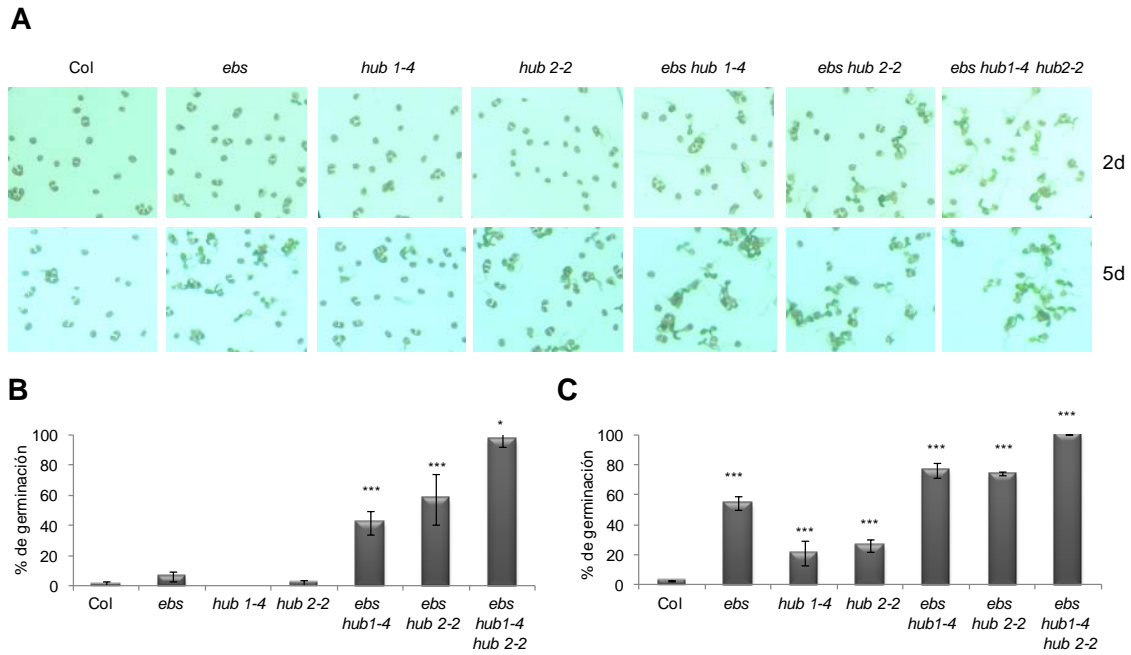 A
Col ebs hub 1-4 hub 2-2 ebs hub 1-4 ebs hub 2-2 ebs hub1-4 hub2-2
2d
5d
B
% de germinación
100
80
60
40
20
0
*** *** *
Col ebs hub 1-4 hub 2-2 ebs hub1-4 ebs hub 2-2 ebs hub1-4 hub 2-2
C
% de germinación
100
80
60
40
20
0
*** *** *** *** *** ***
Col ebs hub 1-4 hub 2-2 ebs hub1-4 ebs hub 2-2 ebs hub1-4 hub 2-2